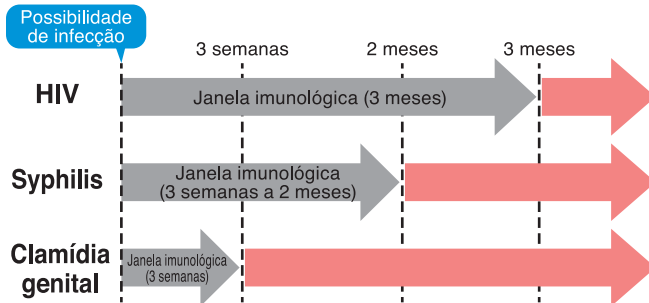 Possibilidade
de infecção
3 semanas
2 meses
3 meses
HIV
Janela imunológica (3 meses)
Syphilis
Janela imunológica
(3 semanas a 2 meses)
Clamídia
genital
Janela imunológica
(3 semanas)